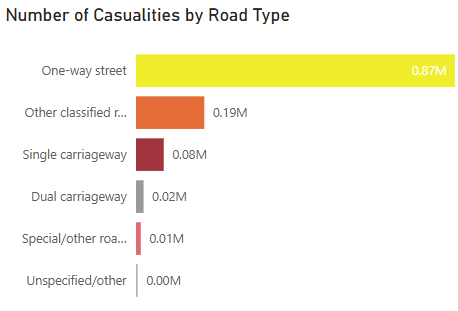 Number of Casualities by Road Type
One-way street 0.87M
Other classified r... 0.19M
Single carriageway 0.08M
Dual carriageway 0.02M
Special/other roa... 0.01M
Unspecified/other 0.00M